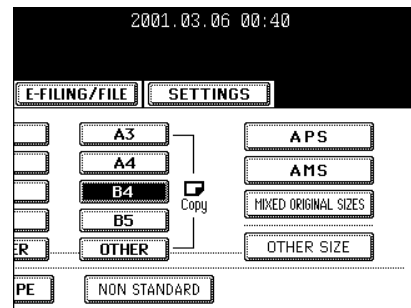 2001.03.06 00:40
E-FILING/FILE SETTINGS
A3 APS
A4 AMS
B4 Copy MIXED ORIGINAL SIZES
B5
ER OTHER OTHER SIZE
PE NON STANDARD